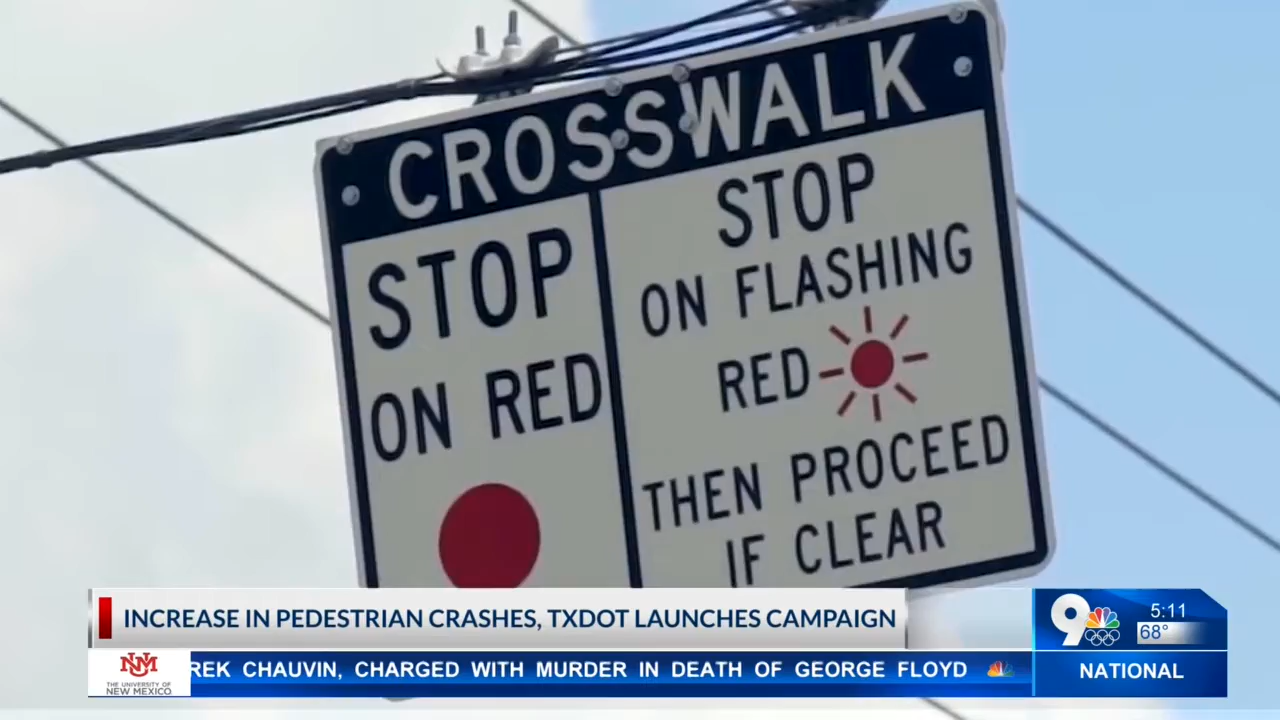 CROSSWALK
STOP
ON RED
STOP
ON FLASHING
RED
THEN PROCEED
IF CLEAR
INCREASE IN PEDESTRIAN CRASHES, TXDOT LAUNCHES CAMPAIGN
9
5:11
68°
NM
THE UNIVERSITY OF
NEW MEXICO
REK CHAUVIN, CHARGED WITH MURDER IN DEATH OF GEORGE FLOYD
NATIONAL